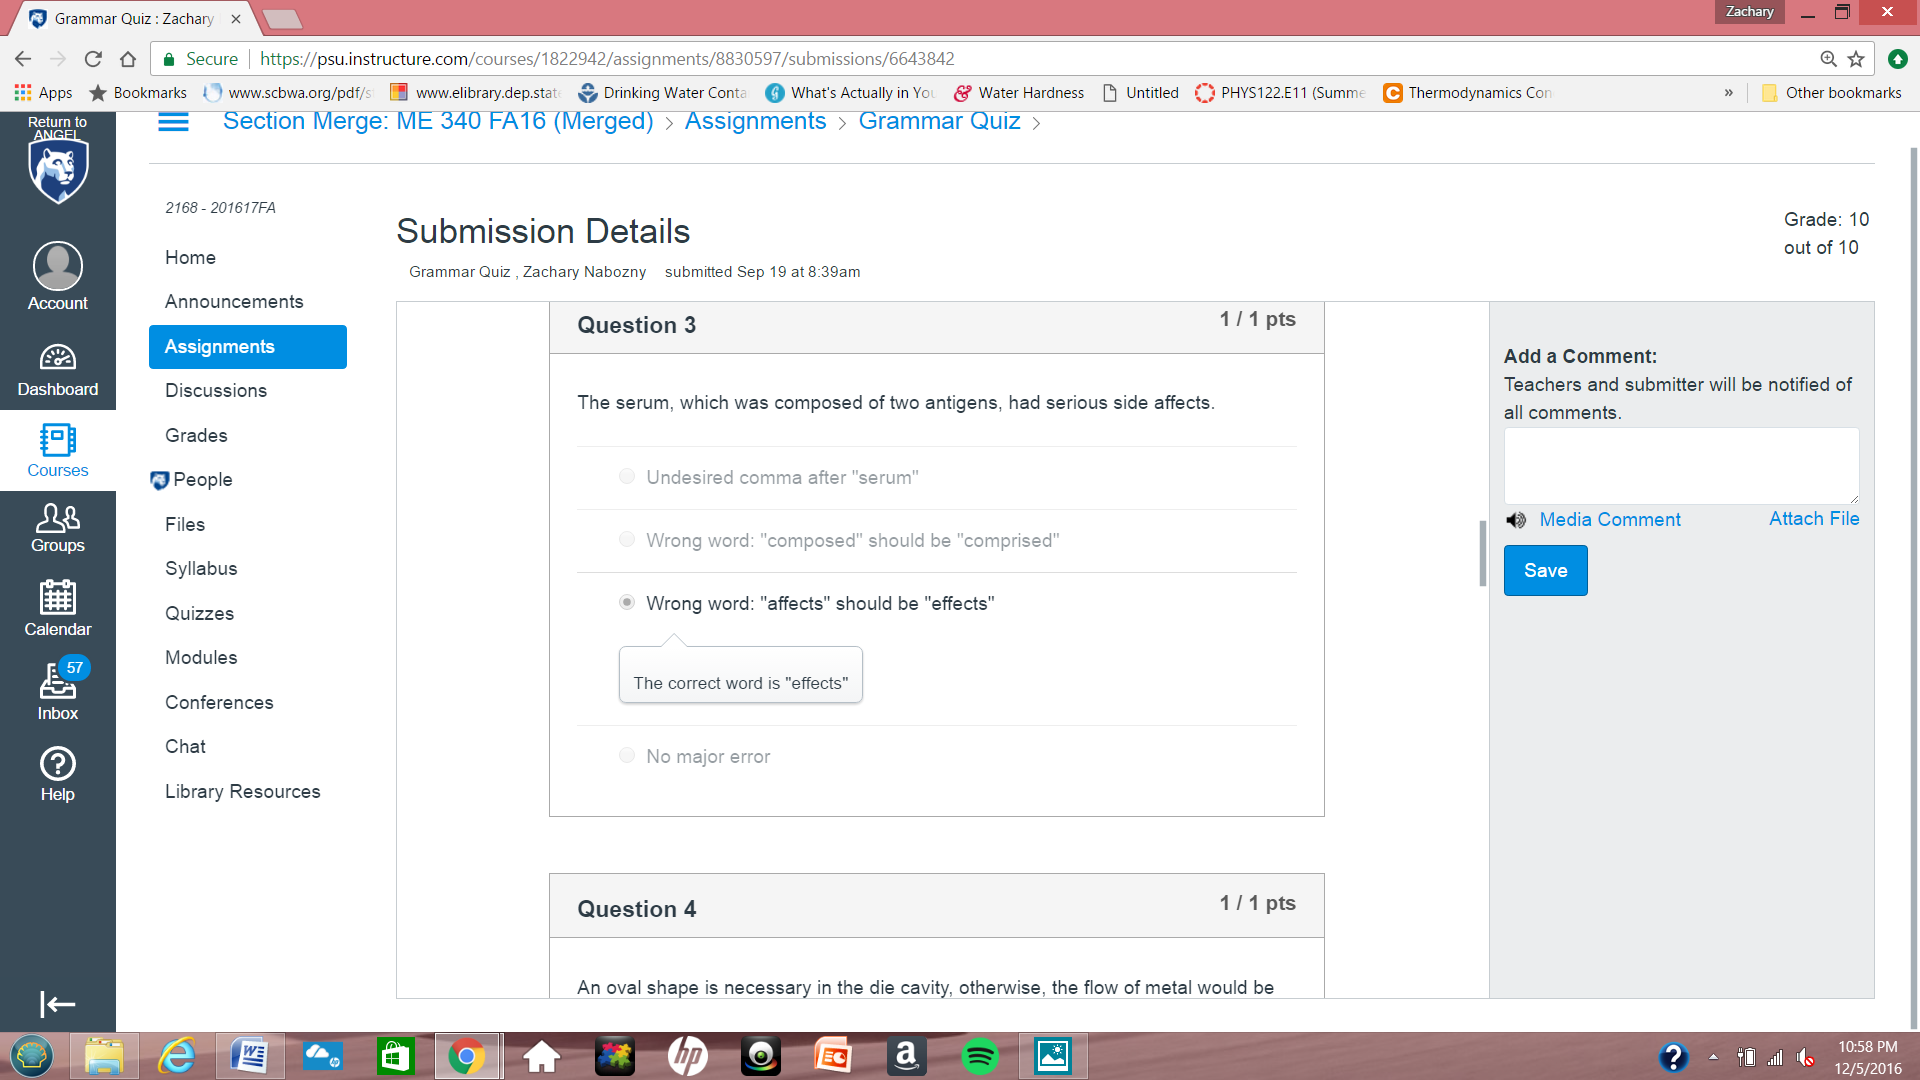 Grammar Quiz : Zachary
Zachary
Secure
https://psu.instructure.com/courses/1822942/assignments/8830597/submissions/6643842
Apps
Bookmarks
www.scbwa.org/pdf/s
www.elibrary.dep.state
Drinking Water Conta
What's Actually in You
Water Hardness
Untitled
PHYS122.E11 (Summe
Thermodynamics Con
»
Other bookmarks
Return to
ANGEL
Section Merge: ME 340 FA16 (Merged) > Assignments > Grammar Quiz >
Account
Dashboard
Courses
Groups
Calendar
57
Inbox
Help
2168 - 201617FA
Home
Announcements
Assignments
Discussions
Grades
People
Files
Syllabus
Quizzes
Modules
Conferences
Chat
Library Resources
Submission Details
Grammar Quiz , Zachary Nabozny submitted Sep 19 at 8:39am
Grade: 10
out of 10
Question 3
1 / 1 pts
The serum, which was composed of two antigens, had serious side affects.
Undesired comma after "serum"
Wrong word: "composed" should be "comprised"
Wrong word: "affects" should be "effects"
The correct word is "effects"
No major error
Question 4
1 / 1 pts
An oval shape is necessary in the die cavity, otherwise, the flow of metal would be
Add a Comment:
Teachers and submitter will be notified of
all comments.
Media Comment
Attach File
Save
10:58 PM
12/5/2016